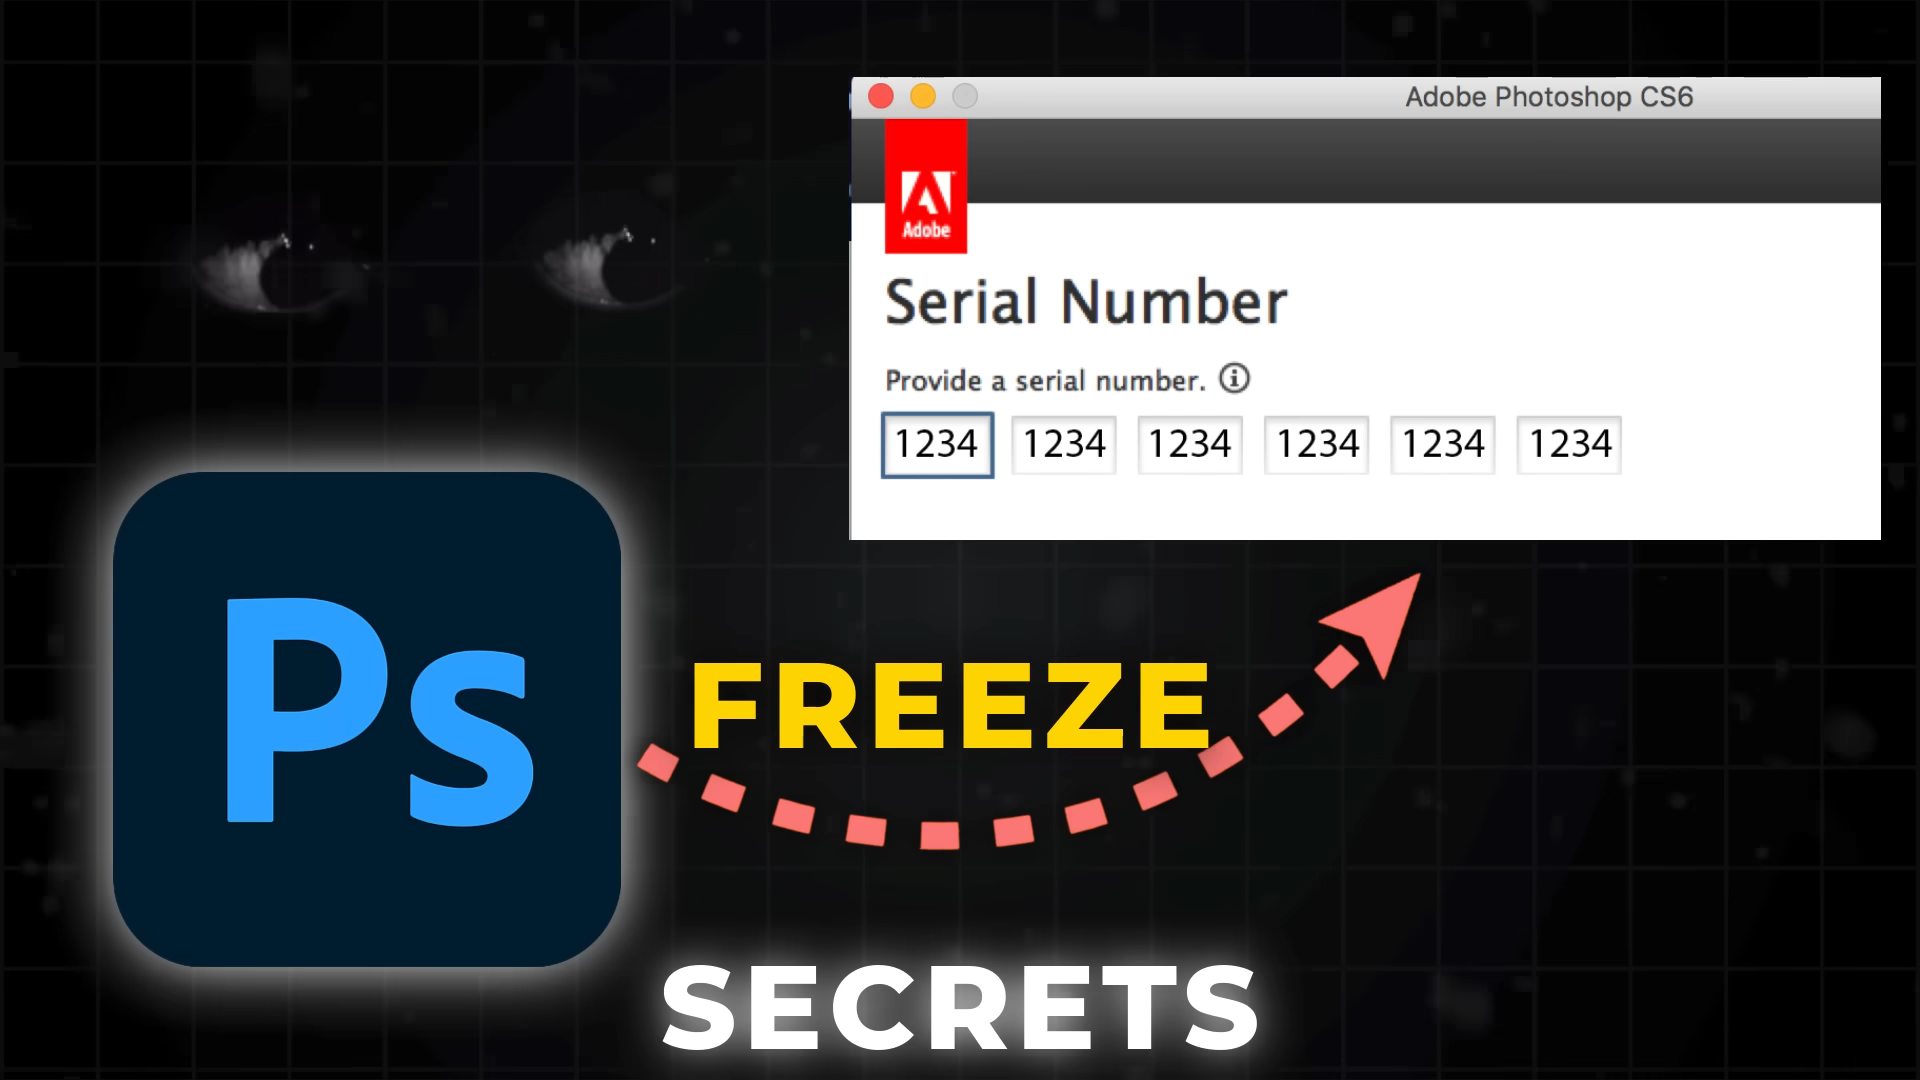 Adobe Photoshop CS6
Adobe
Serial Number
Provide a serial number.
1234 1234 1234 1234 1234 1234
Ps
FREEZE
SECRETS